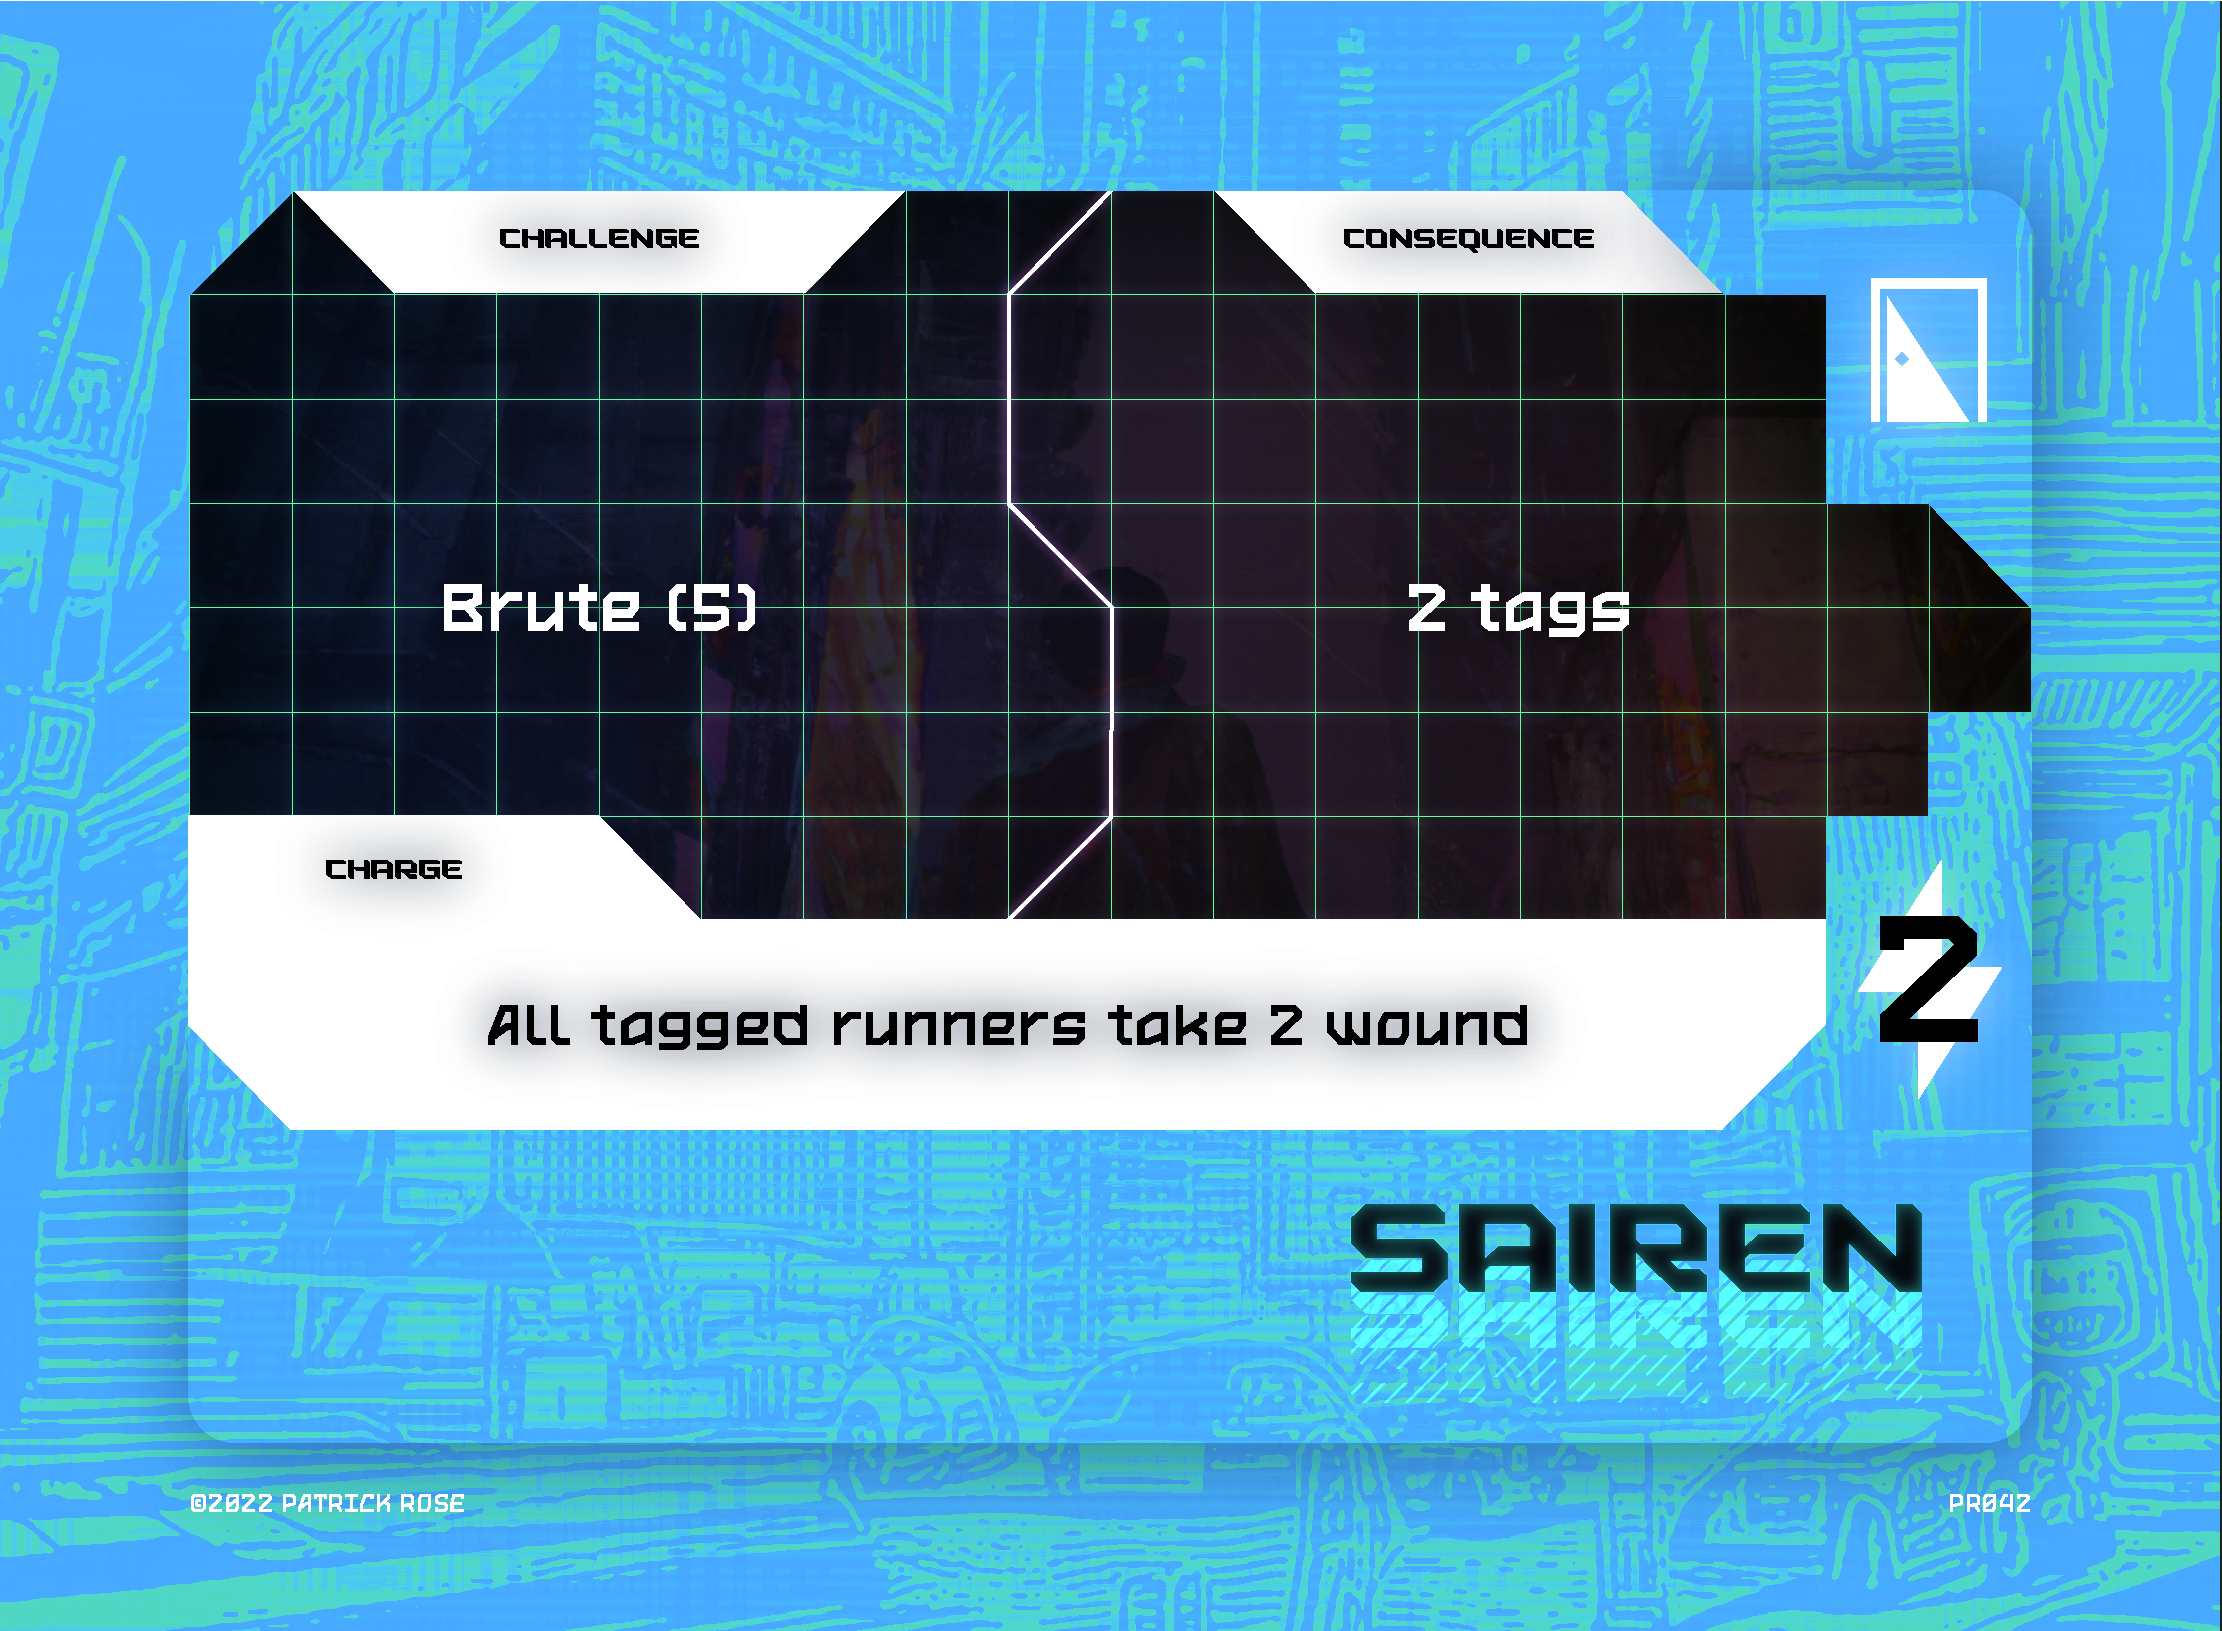 CHALLENGE
CONSEQUENCE
Brute (5)
2 tags
CHARGE
All tagged runners take 2 wound
2
SAIREN
©2022 PATRICK ROSE
PR042